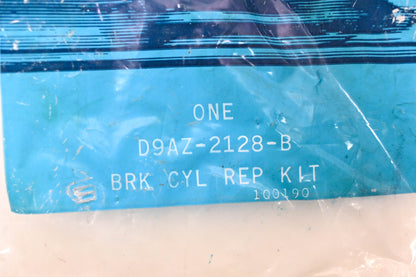 ONE
D9AZ-2128-B
BRK CYL REP KIT
100190